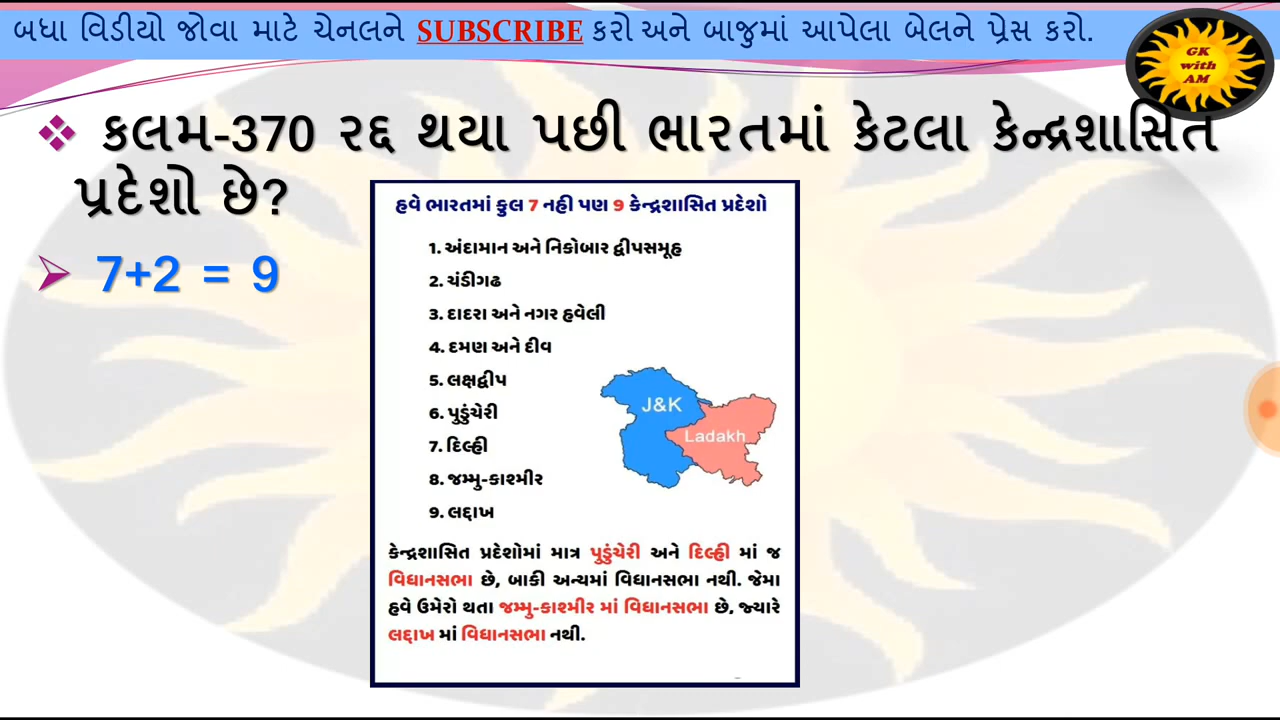 બધા વિડીયો જોવા માટે ચેનલને SUBSCRIBE કરો અને બાજુમાં આપેલા બેલને પ્રેસ કરો.
GK
with
AM
❖ કલમ-370 રદ્દ થયા પછી ભારતમાં કેટલા કેન્દ્રશાસિત
પ્રદેશો છે?
➢ 7+2 = 9
હવે ભારતમાં કુલ 7 નહી પણ 9 કેન્દ્રશાસિત પ્રદેશો
1. અંદામાન અને નિકોબાર દ્વીપસમૂહ
2. ચંડીગઢ
3. દાદરા અને નગર હવેલી
4. દમણ અને દીવ
5. લક્ષદ્વીપ
6. પુડુંચેરી
7. દિલ્હી
8. જમ્મુ-કાશ્મીર
9. લદ્દાખ
J&K
Ladakh
કેન્દ્રશાસિત પ્રદેશોમાં માત્ર પુડુંચેરી અને દિલ્હી માં જ
વિધાનસભા છે, બાકી અન્યમાં વિધાનસભા નથી. જેમા
હવે ઉમેરો થતા જમ્મુ-કાશ્મીર માં વિધાનસભા છે, જ્યારે
લદ્દાખ માં વિધાનસભા નથી.